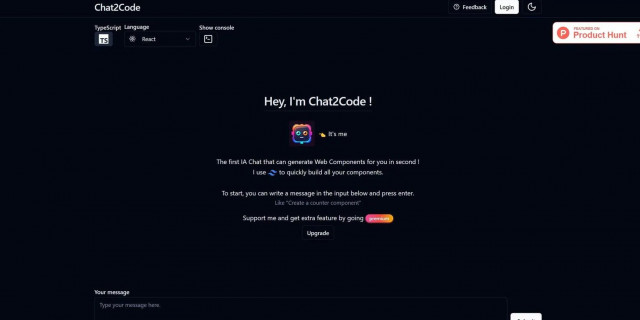 Chat2Code
Feedback
Login
TypeScript
Language
Show console
TS
React
FEATURED ON
Product Hunt
Hey, I'm Chat2Code !
It's me
The first IA Chat that can generate Web Components for you in second !
I use to quickly build all your components.
To start, you can write a message in the input below and press enter.
Like "Create a counter component"
Support me and get extra feature by going premium
Upgrade
Your message
Type your message here.